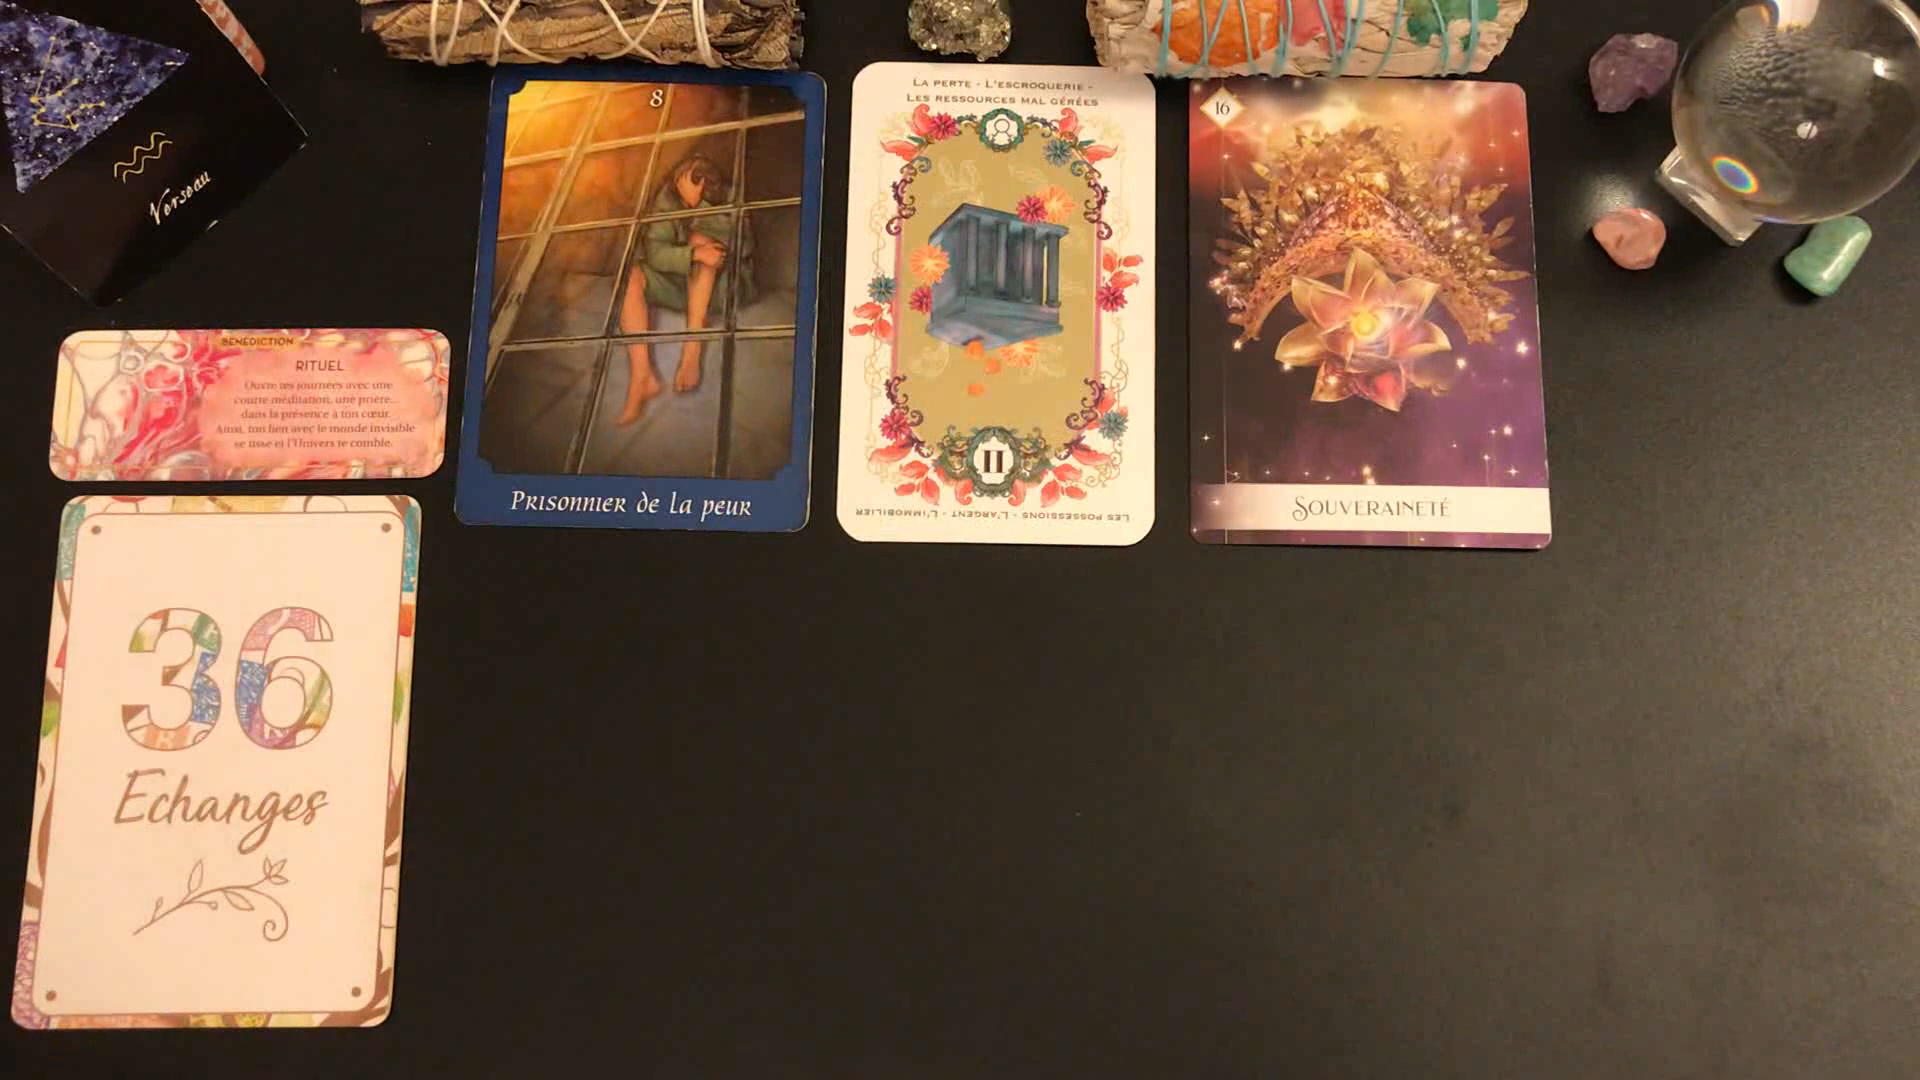 Verseau
BÉNÉDICTION
RITUEL
Ouvre tes journées avec une
courte méditation, une prière...
dans la présence à ton cœur.
Ainsi, ton lien avec le monde invisible
se tisse et l'Univers te comble.
36
Echanges
8
Prisonnier de la peur
La perte - L'escroquerie -
Les ressources mal gérées
II
Les possessions - L'argent - L'immobilier
16
Souveraineté